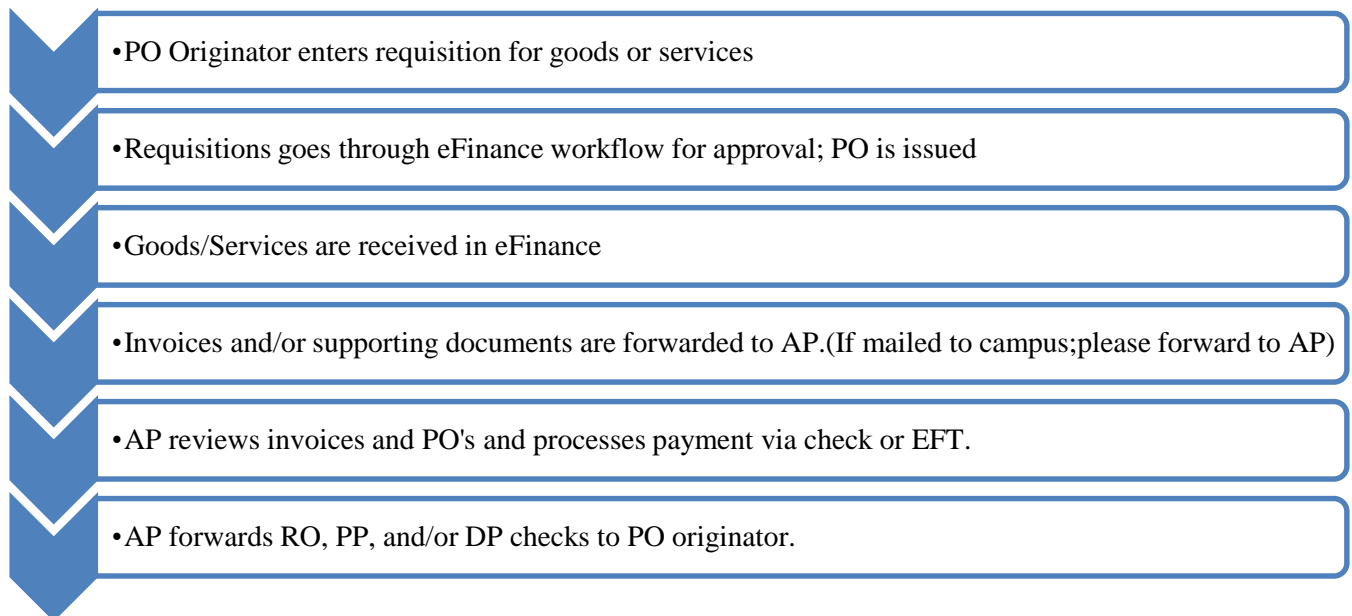 •PO Originator enters requisition for goods or services
•Requisitions goes through eFinance workflow for approval; PO is issued
•Goods/Services are received in eFinance
•Invoices and/or supporting documents are forwarded to AP.(If mailed to campus;please forward to AP)
•AP reviews invoices and PO's and processes payment via check or EFT.
•AP forwards RO, PP, and/or DP checks to PO originator.